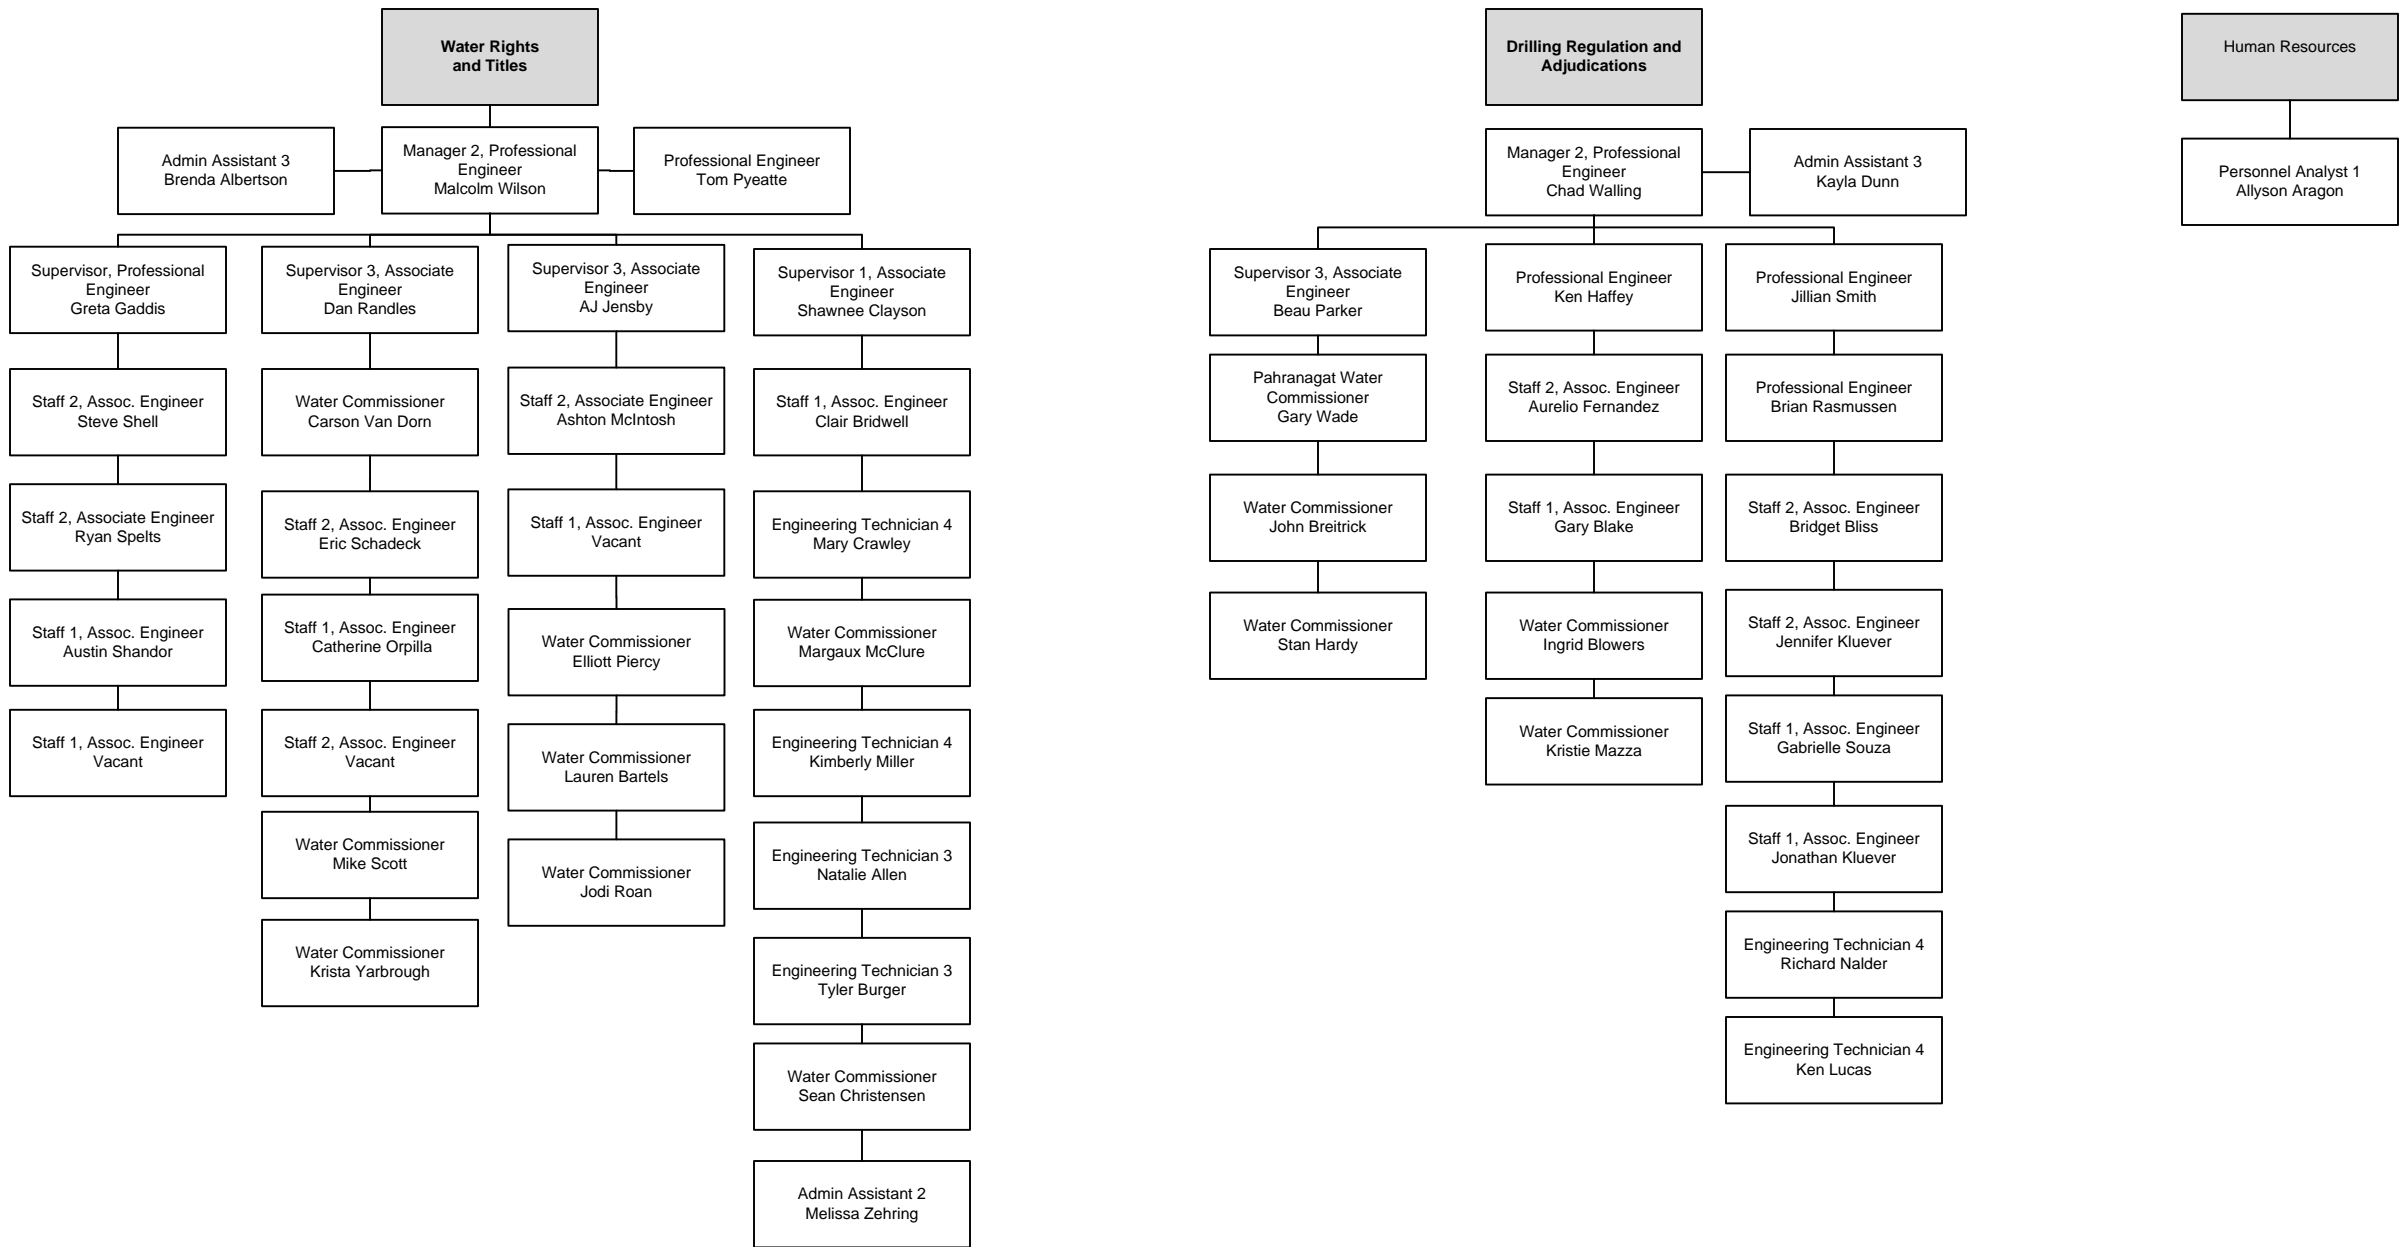 Water Rights
and Titles
Admin Assistant 3
Brenda Albertson
Manager 2, Professional
Engineer
Malcolm Wilson
Professional Engineer
Tom Pyeatte
Supervisor, Professional
Engineer
Greta Gaddis
Staff 2, Assoc. Engineer
Steve Shell
Staff 2, Associate Engineer
Ryan Spelts
Staff 1, Assoc. Engineer
Austin Shandor
Staff 1, Assoc. Engineer
Vacant
Supervisor 3, Associate
Engineer
Dan Randles
Water Commissioner
Carson Van Dorn
Staff 2, Assoc. Engineer
Eric Schadeck
Staff 1, Assoc. Engineer
Catherine Orpilla
Staff 2, Assoc. Engineer
Vacant
Water Commissioner
Mike Scott
Water Commissioner
Krista Yarbrough
Supervisor 3, Associate
Engineer
AJ Jensby
Staff 2, Associate Engineer
Ashton McIntosh
Staff 1, Assoc. Engineer
Vacant
Water Commissioner
Elliott Piercy
Water Commissioner
Lauren Bartels
Water Commissioner
Jodi Roan
Supervisor 1, Associate
Engineer
Shawnee Clayson
Staff 1, Assoc. Engineer
Clair Bridwell
Engineering Technician 4
Mary Crawley
Water Commissioner
Margaux McClure
Engineering Technician 4
Kimberly Miller
Engineering Technician 3
Natalie Allen
Engineering Technician 3
Tyler Burger
Water Commissioner
Sean Christensen
Admin Assistant 2
Melissa Zehring
Drilling Regulation and
Adjudications
Manager 2, Professional
Engineer
Chad Walling
Admin Assistant 3
Kayla Dunn
Supervisor 3, Associate
Engineer
Beau Parker
Pahranagat Water
Commissioner
Gary Wade
Water Commissioner
John Breitrick
Water Commissioner
Stan Hardy
Professional Engineer
Ken Haffey
Staff 2, Assoc. Engineer
Aurelio Fernandez
Staff 1, Assoc. Engineer
Gary Blake
Water Commissioner
Ingrid Blowers
Water Commissioner
Kristie Mazza
Professional Engineer
Jillian Smith
Professional Engineer
Brian Rasmussen
Staff 2, Assoc. Engineer
Bridget Bliss
Staff 2, Assoc. Engineer
Jennifer Kluever
Staff 1, Assoc. Engineer
Gabrielle Souza
Staff 1, Assoc. Engineer
Jonathan Kluever
Engineering Technician 4
Richard Nalder
Engineering Technician 4
Ken Lucas
Human Resources
Personnel Analyst 1
Allyson Aragon